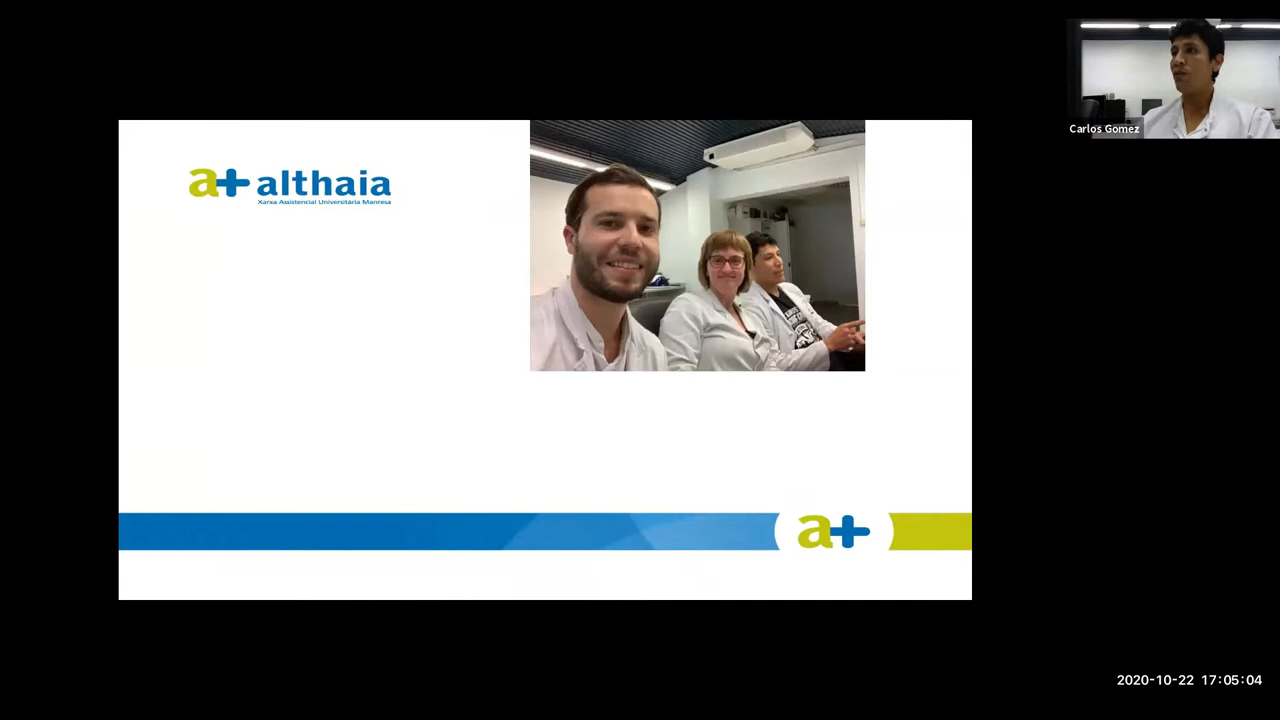 Carlos Gomez
a+ althaia
Xarxa Assistencial Universitària Manresa
a+
2020-10-22 17:05:04